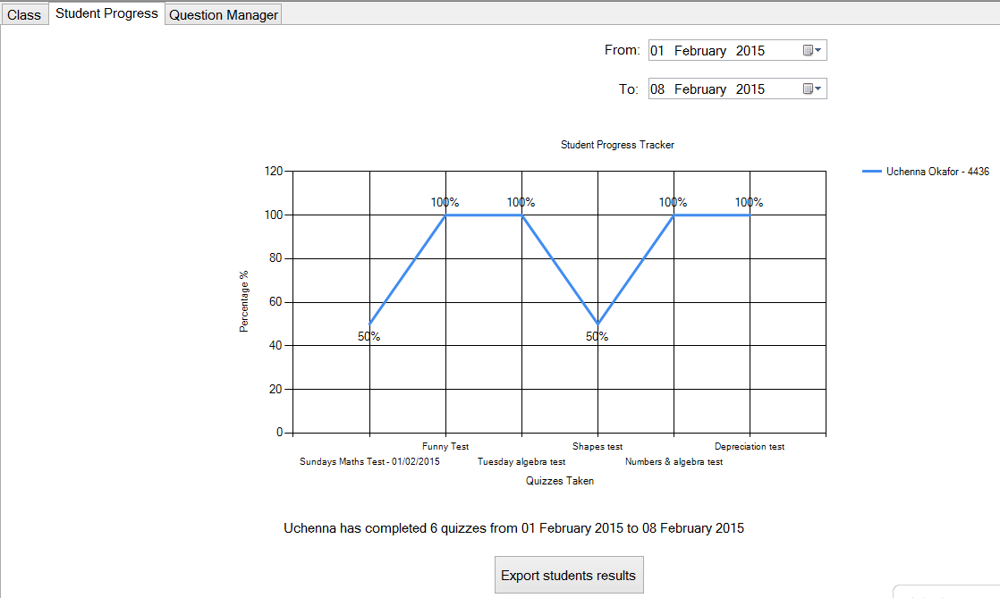 Class Student Progress Question Manager
From: 01 February 2015
To: 08 February 2015
Student Progress Tracker
Uchenna Okafor - 4436
120
100
80
60
40
20
0
Percentage %
50%
100%
100%
50%
100%
100%
Funny Test Shapes test Depreciation test
Sundays Maths Test - 01/02/2015 Tuesday algebra test Numbers & algebra test
Quizzes Taken
Uchenna has completed 6 quizzes from 01 February 2015 to 08 February 2015
Export students results